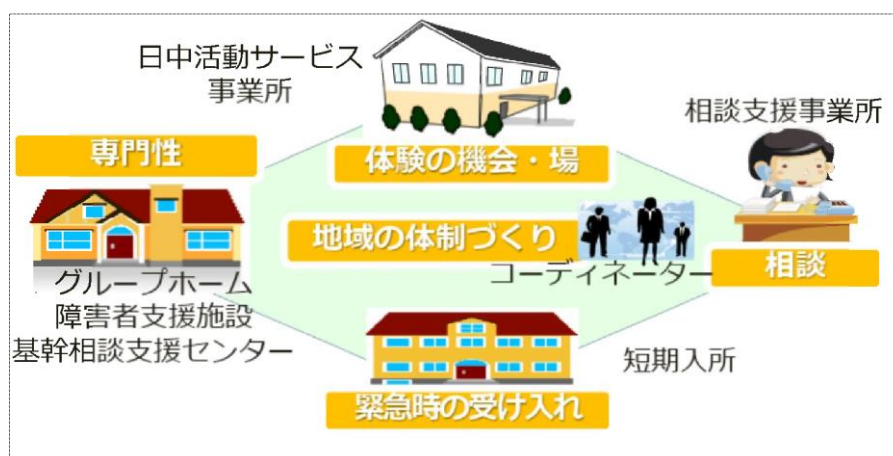 日中活動サービス
事業所
相談支援事業所
専門性
体験の機会・場
地域の体制づくり
コーディネーター
相談
グループホーム
障害者支援施設
基幹相談支援センター
短期入所
緊急時の受け入れ